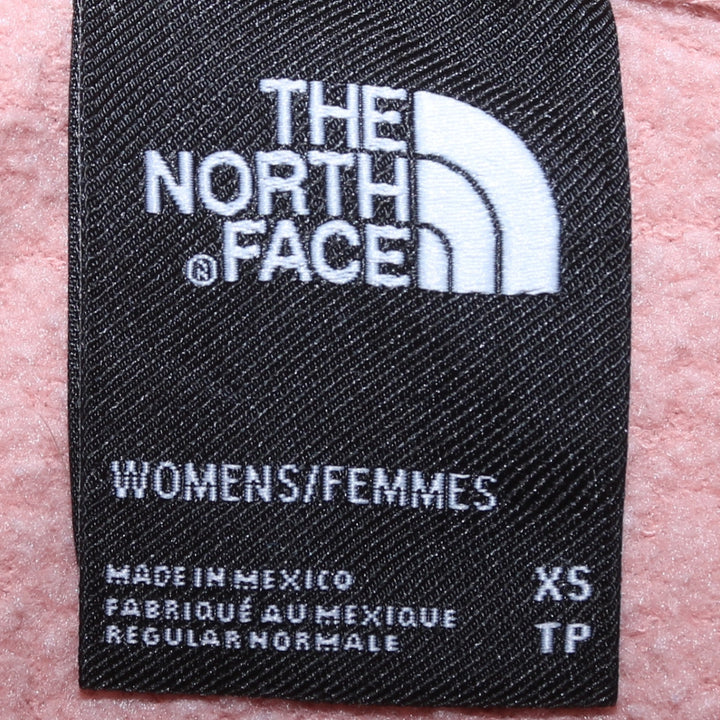 THE
NORTH
FACE
WOMENS/FEMMES
MADE IN MEXICO
FABRIQUÉ AU MEXIQUE
REGULAR NORMALE
XS
TP